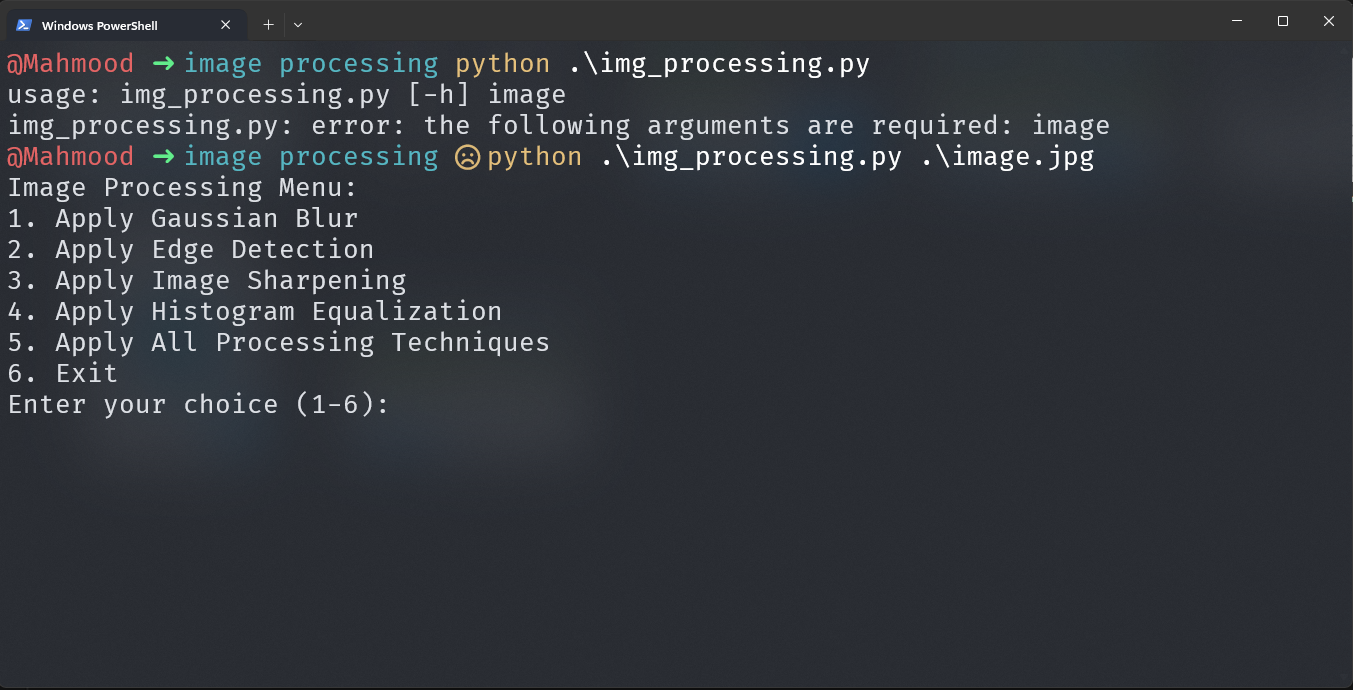 Windows PowerShell
@Mahmood ➜ image processing python .\img_processing.py
usage: img_processing.py [-h] image
img_processing.py: error: the following arguments are required: image
@Mahmood ➜ image processing ☹python .\img_processing.py .\image.jpg
Image Processing Menu:
1. Apply Gaussian Blur
2. Apply Edge Detection
3. Apply Image Sharpening
4. Apply Histogram Equalization
5. Apply All Processing Techniques
6. Exit
Enter your choice (1-6):